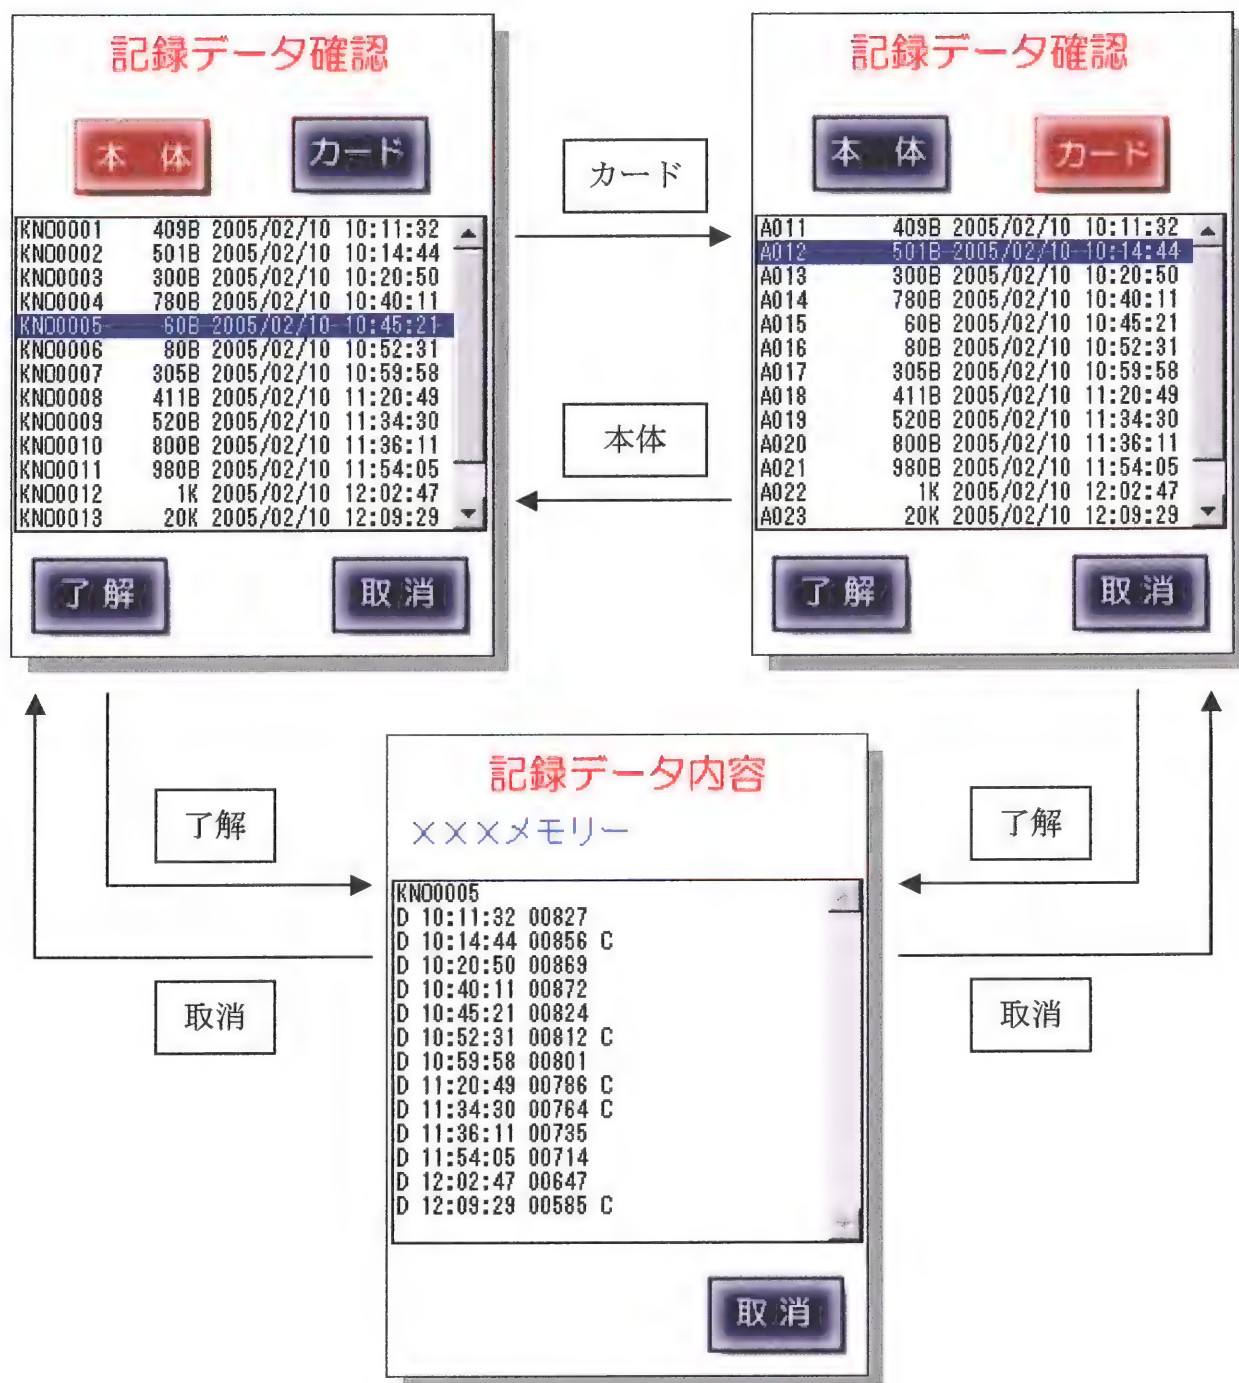 記録データ確認
本 体 カード
KNO0001 409B 2005/02/10 10:11:32
KNO0002 501B 2005/02/10 10:14:44
KNO0003 300B 2005/02/10 10:20:50
KNO0004 780B 2005/02/10 10:40:11
KNO0005 60B 2005/02/10 10:45:21
KNO0006 80B 2005/02/10 10:52:31
KNO0007 305B 2005/02/10 10:59:58
KNO0008 411B 2005/02/10 11:20:49
KNO0009 520B 2005/02/10 11:34:30
KNO0010 800B 2005/02/10 11:36:11
KNO0011 980B 2005/02/10 11:54:05
KNO0012 1K 2005/02/10 12:02:47
KNO0013 20K 2005/02/10 12:09:29
了 解 取 消
カード
本体
記録データ確認
本 体 カード
A011 409B 2005/02/10 10:11:32
A012 501B 2005/02/10 10:14:44
A013 300B 2005/02/10 10:20:50
A014 780B 2005/02/10 10:40:11
A015 60B 2005/02/10 10:45:21
A016 80B 2005/02/10 10:52:31
A017 305B 2005/02/10 10:59:58
A018 411B 2005/02/10 11:20:49
A019 520B 2005/02/10 11:34:30
A020 800B 2005/02/10 11:36:11
A021 980B 2005/02/10 11:54:05
A022 1K 2005/02/10 12:02:47
A023 20K 2005/02/10 12:09:29
了 解 取 消
了解
取消
記録データ内容
×××メモリー
KNO0005
D 10:11:32 00827
D 10:14:44 00856 C
D 10:20:50 00869
D 10:40:11 00872
D 10:45:21 00824
D 10:52:31 00812 C
D 10:59:58 00801
D 11:20:49 00786 C
D 11:34:30 00764 C
D 11:36:11 00735
D 11:54:05 00714
D 12:02:47 00647
D 12:09:29 00585 C
取 消
了解
取消